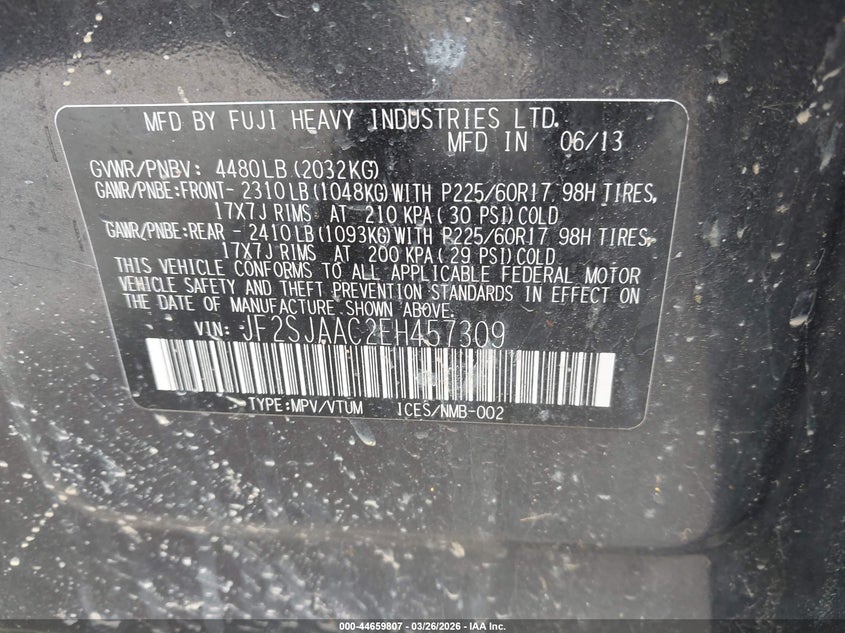 MFD BY FUJI HEAVY INDUSTRIES LTD.
MFD IN 06/13
GVWR/PNBV: 4480LB(2032KG)
GAWR/PNBE:FRONT- 2310LB(1048KG)WITH P225/60R17 98H TIRES,
17X7J RIMS AT 210 KPA(30 PSI)COLD
GAWR/PNBE:REAR - 2410LB(1093KG)WITH P225/60R17 98H TIRES,
17X7J RIMS AT 200 KPA(29 PSI)COLD
THIS VEHICLE CONFORMS TO ALL APPLICABLE FEDERAL MOTOR
VEHICLE SAFETY AND THEFT PREVENTION STANDARDS IN EFFECT ON
THE DATE OF MANUFACTURE SHOWN ABOVE.
VIN: JF2SJAAC2EH457309
TYPE:MPV/VTUM ICES/NMB-002
000-44659807 - 03/26/2026 - IAA Inc.